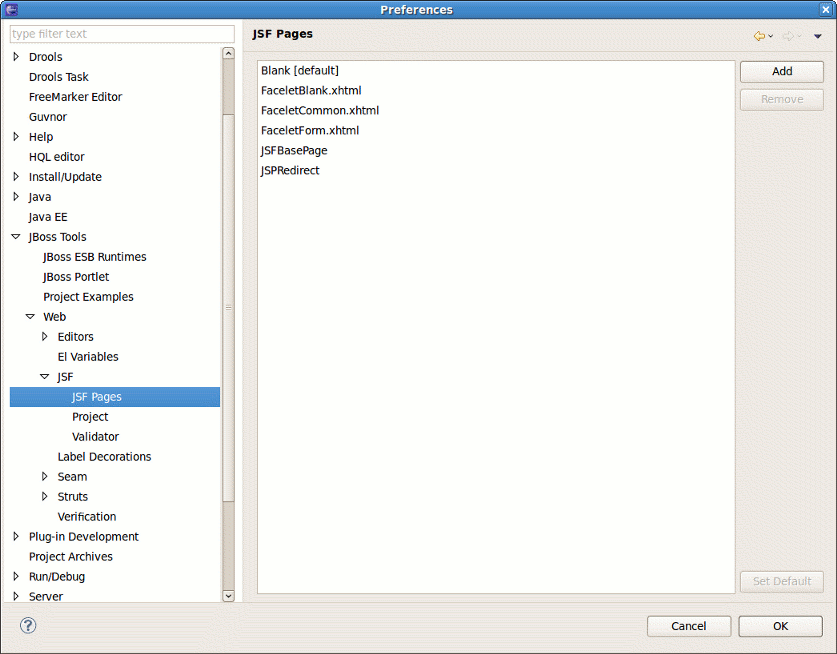 Preferences
type filter text
Drools
Drools Task
FreeMarker Editor
Guvnor
Help
HQL editor
Install/Update
Java
Java EE
JBoss Tools
JBoss ESB Runtimes
JBoss Portlet
Project Examples
Web
Editors
El Variables
JSF
JSF Pages
Project
Validator
Label Decorations
Seam
Struts
Verification
Plug-in Development
Project Archives
Run/Debug
Server
JSF Pages
Blank [default]
FaceletBlank.xhtml
FaceletCommon.xhtml
FaceletForm.xhtml
JSFBasePage
JSPRedirect
Add
Remove
Set Default
?
Cancel
OK